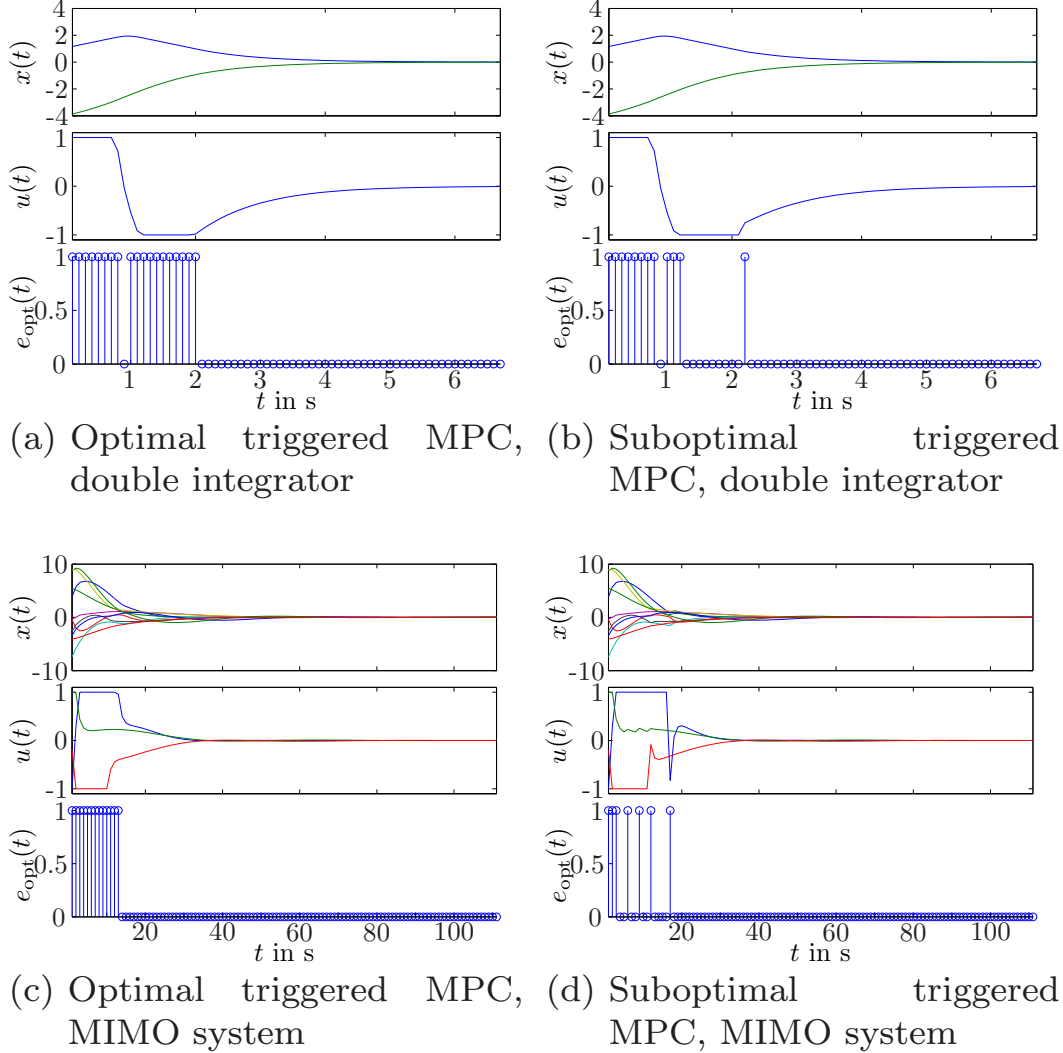 4
2
0
-2
-4
x(t)
1
0
-1
u(t)
1
0.5
0
e_opt(t)
1 2 3 4 5 6
t in s
(a) Optimal triggered MPC,
double integrator
4
2
0
-2
-4
x(t)
1
0
-1
u(t)
1
0.5
0
e_opt(t)
1 2 3 4 5 6
t in s
(b) Suboptimal triggered
MPC, double integrator
10
0
-10
x(t)
1
0
-1
u(t)
1
0.5
0
e_opt(t)
20 40 60 80 100
t in s
(c) Optimal triggered MPC,
MIMO system
10
0
-10
x(t)
1
0
-1
u(t)
1
0.5
0
e_opt(t)
20 40 60 80 100
t in s
(d) Suboptimal triggered
MPC, MIMO system